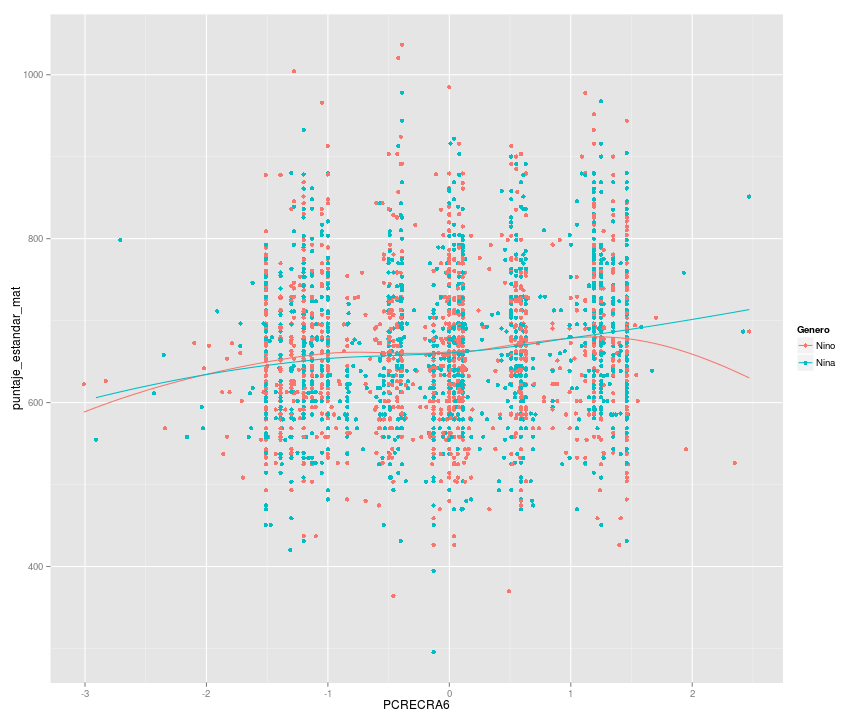 1000
800
600
400
puntaje_estandar_mat
-3
-2
-1
0
1
2
PCRECRA6
Genero
Nino
Nina